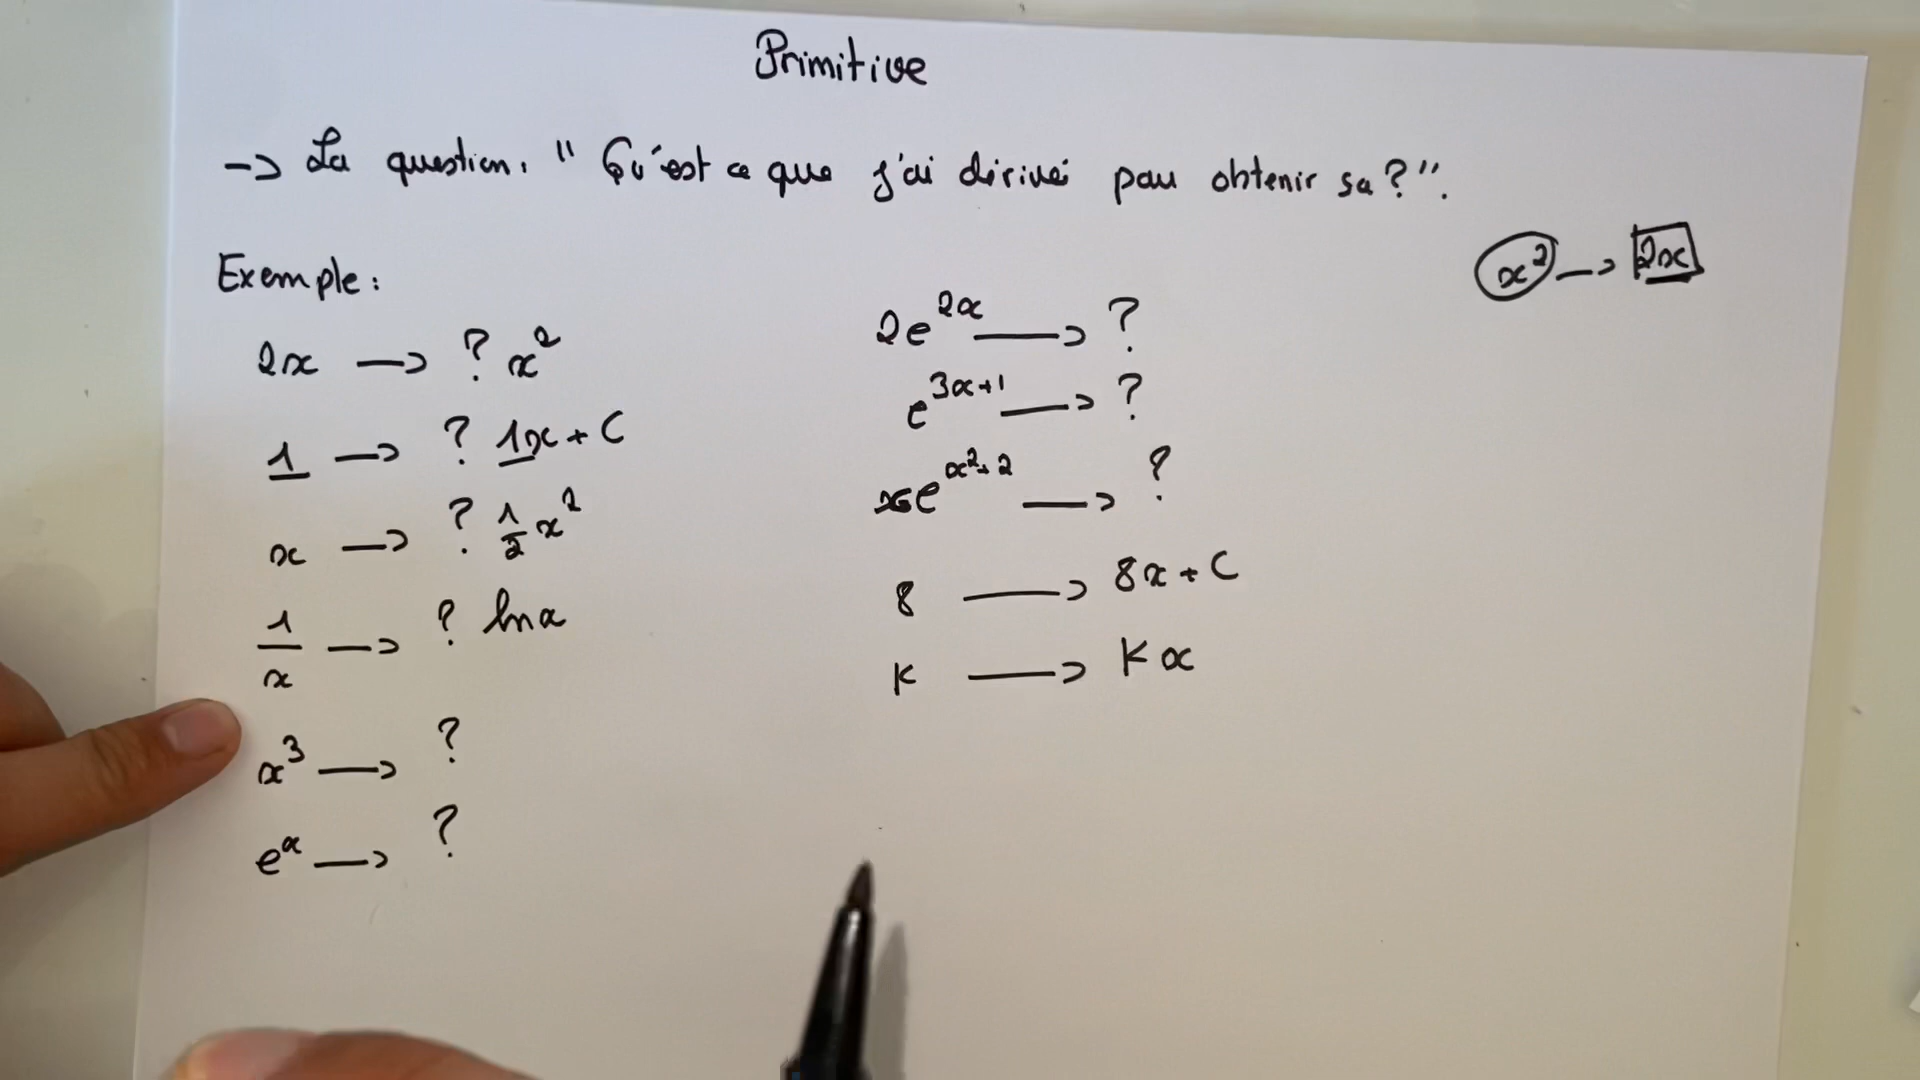 Primitive
-> La question. " Qu'est ce que j'ai dérivé pour obtenir sa ? ".
x² -> 2x
Exemple :
2x -> ? x²
1 -> ? 1x + C
x -> ? 1/2 x²
1/x -> ? ln x
x³ -> ?
e^x -> ?
2e^2x -> ?
e^3x+1 -> ?
xe^x²+2 -> ?
8 -> 8x + C
K -> Kx